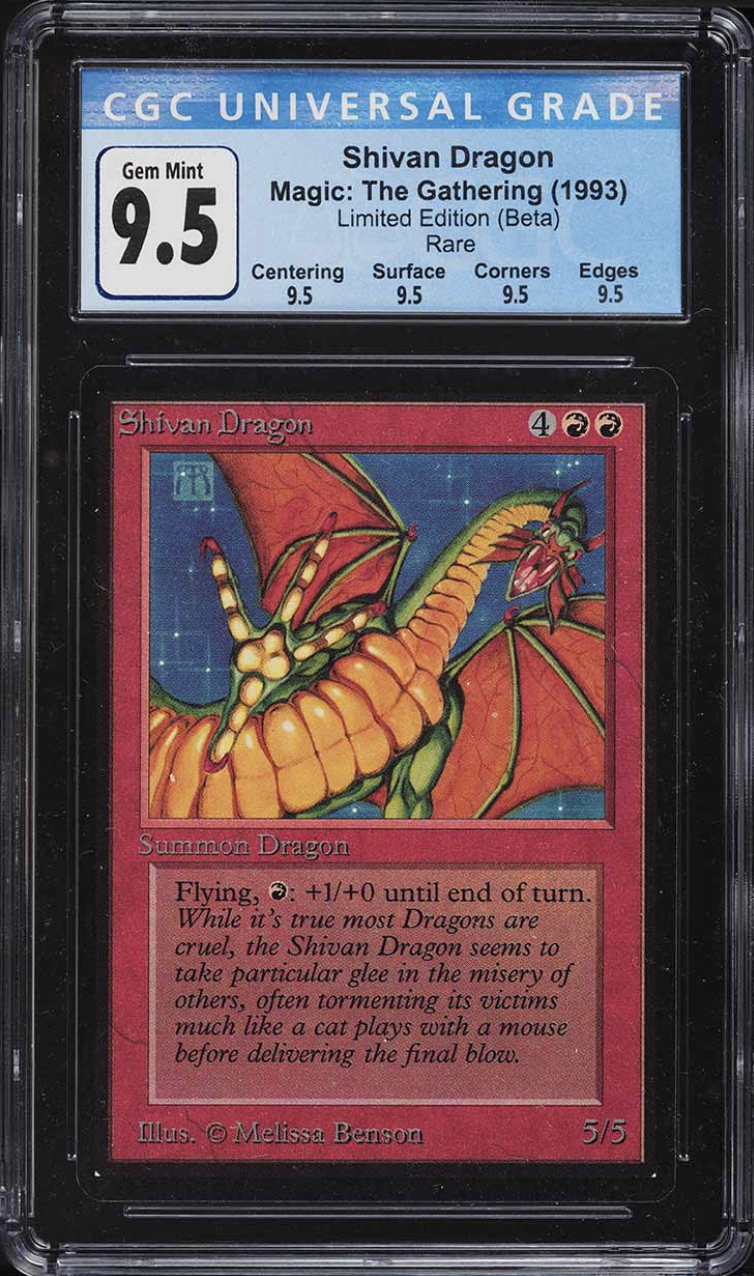 CGC UNIVERSAL GRADE
Gem Mint
9.5
Shivan Dragon
Magic: The Gathering (1993)
Limited Edition (Beta)
Rare
Centering Surface Corners Edges
9.5 9.5 9.5 9.5
Shivan Dragon 4
Summon Dragon
Flying, : +1/+0 until end of turn.
While it's true most Dragons are
cruel, the Shivan Dragon seems to
take particular glee in the misery of
others, often tormenting its victims
much like a cat plays with a mouse
before delivering the final blow.
Illus. © Melissa Benson 5/5